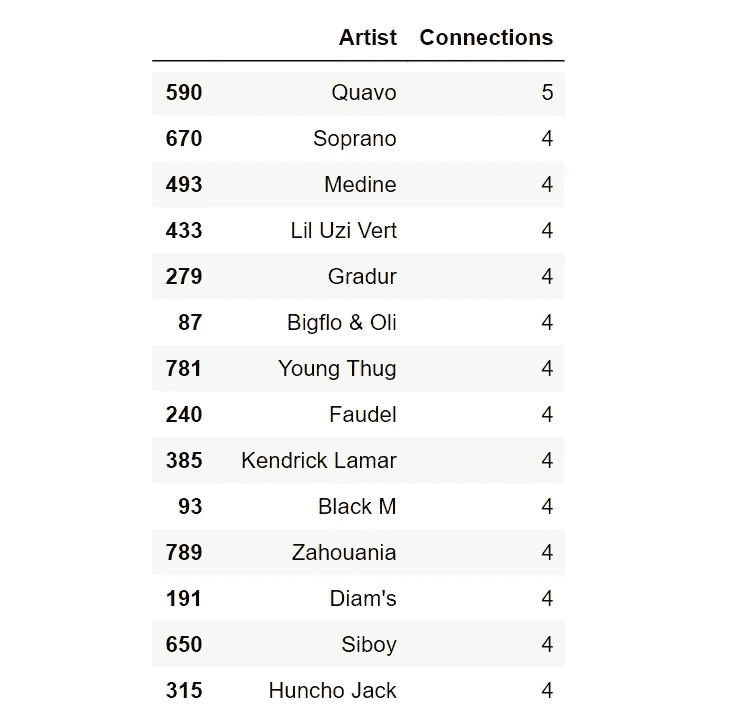 Artist Connections
590 Quavo 5
670 Soprano 4
493 Medine 4
433 Lil Uzi Vert 4
279 Gradur 4
87 Bigflo & Oli 4
781 Young Thug 4
240 Faudel 4
385 Kendrick Lamar 4
93 Black M 4
789 Zahouania 4
191 Diam's 4
650 Siboy 4
315 Huncho Jack 4